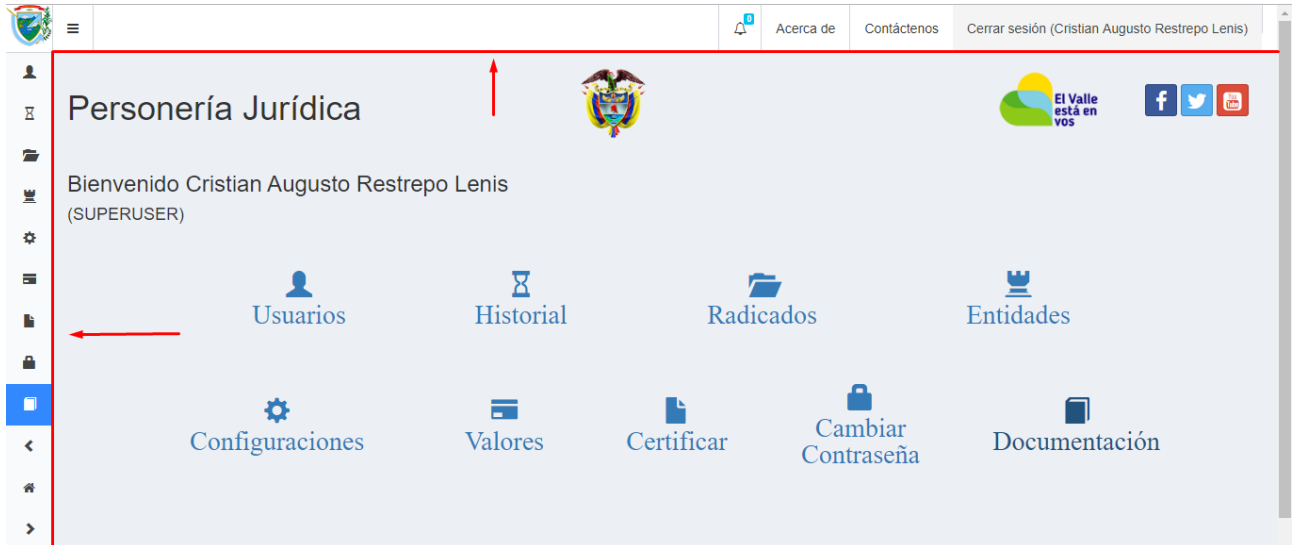 0
Acerca de
Contáctenos
Cerrar sesión (Cristian Augusto Restrepo Lenis)
Personería Jurídica
El Valle
está en
vos
You
Tube
Bienvenido Cristian Augusto Restrepo Lenis
(SUPERUSER)
Usuarios
Historial
Radicados
Entidades
Configuraciones
Valores
Certificar
Cambiar
Contraseña
Documentación